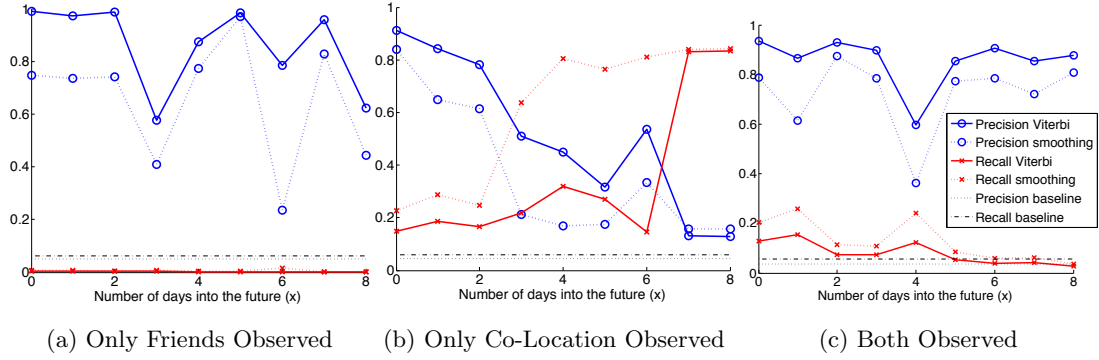 1
0.8
0.6
0.4
0.2
0
0 2 4 6 8
Number of days into the future (x)
(a) Only Friends Observed
1
0.8
0.6
0.4
0.2
0
0 2 4 6 8
Number of days into the future (x)
(b) Only Co-Location Observed
1
0.8
0.6
0.4
0.2
0
0 2 4 6 8
Number of days into the future (x)
Precision Viterbi
Precision smoothing
Recall Viterbi
Recall smoothing
Precision baseline
Recall baseline
(c) Both Observed